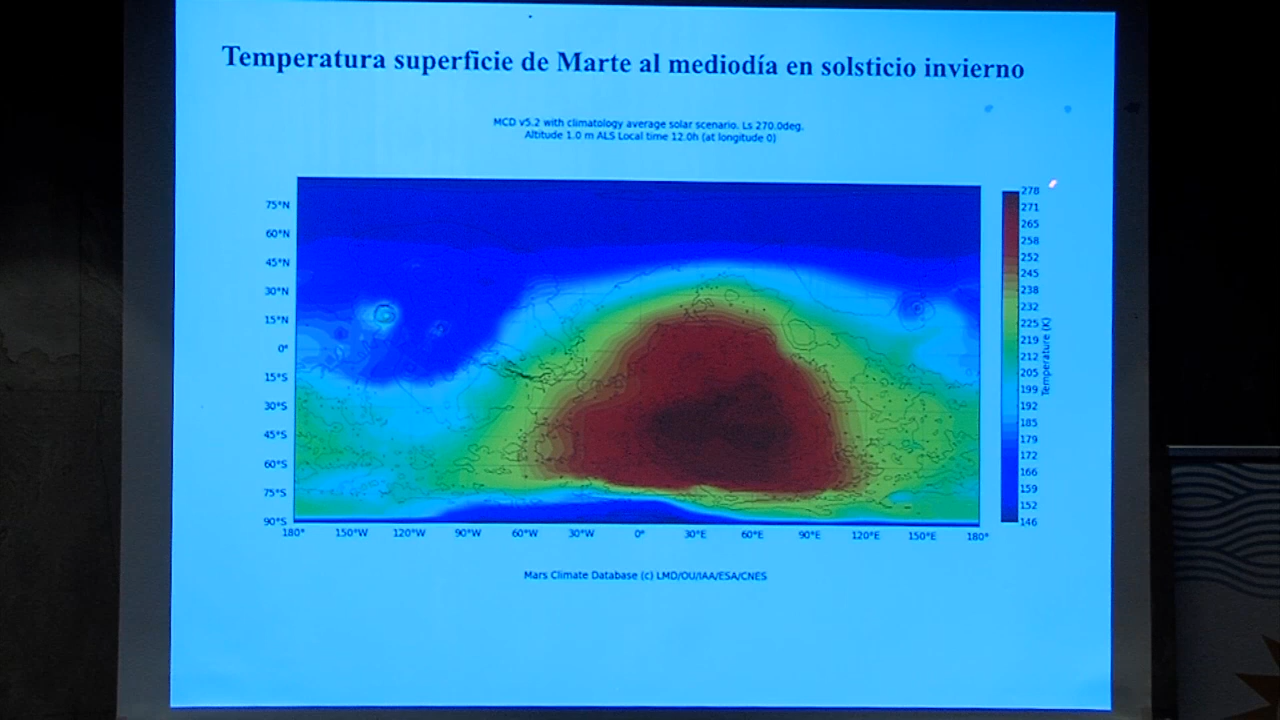 Temperatura superficie de Marte al mediodía en solsticio invierno
MCD v5.2 with climatology average solar scenario. Ls 270.0deg.
Altitude 1.0 m ALS Local time 12.0h (at longitude 0)
75°N
60°N
45°N
30°N
15°N
0°
15°S
30°S
45°S
60°S
75°S
90°S
180° 150°W 120°W 90°W 60°W 30°W 0° 30°E 60°E 90°E 120°E 150°E 180°
278
271
265
258
252
245
238
232
225
219
212
205
199
192
185
179
172
166
159
152
146
Temperature (K)
Mars Climate Database (c) LMD/OU/IAA/ESA/CNES